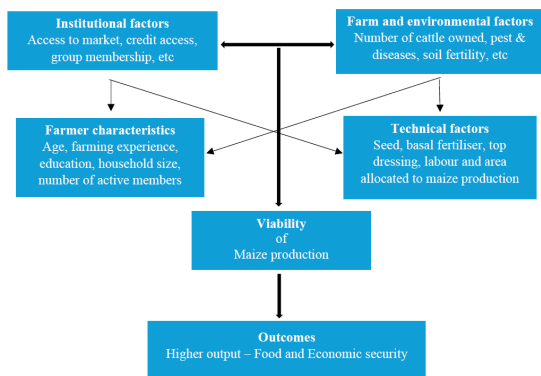 Institutional factors
Access to market, credit access,
group membership, etc
Farm and environmental factors
Number of cattle owned, pest &
diseases, soil fertility, etc
Farmer characteristics
Age, farming experience,
education, household size,
number of active members
Technical factors
Seed, basal fertiliser, top
dressing, labour and area
allocated to maize production
Viability
of
Maize production
Outcomes
Higher output – Food and Economic security